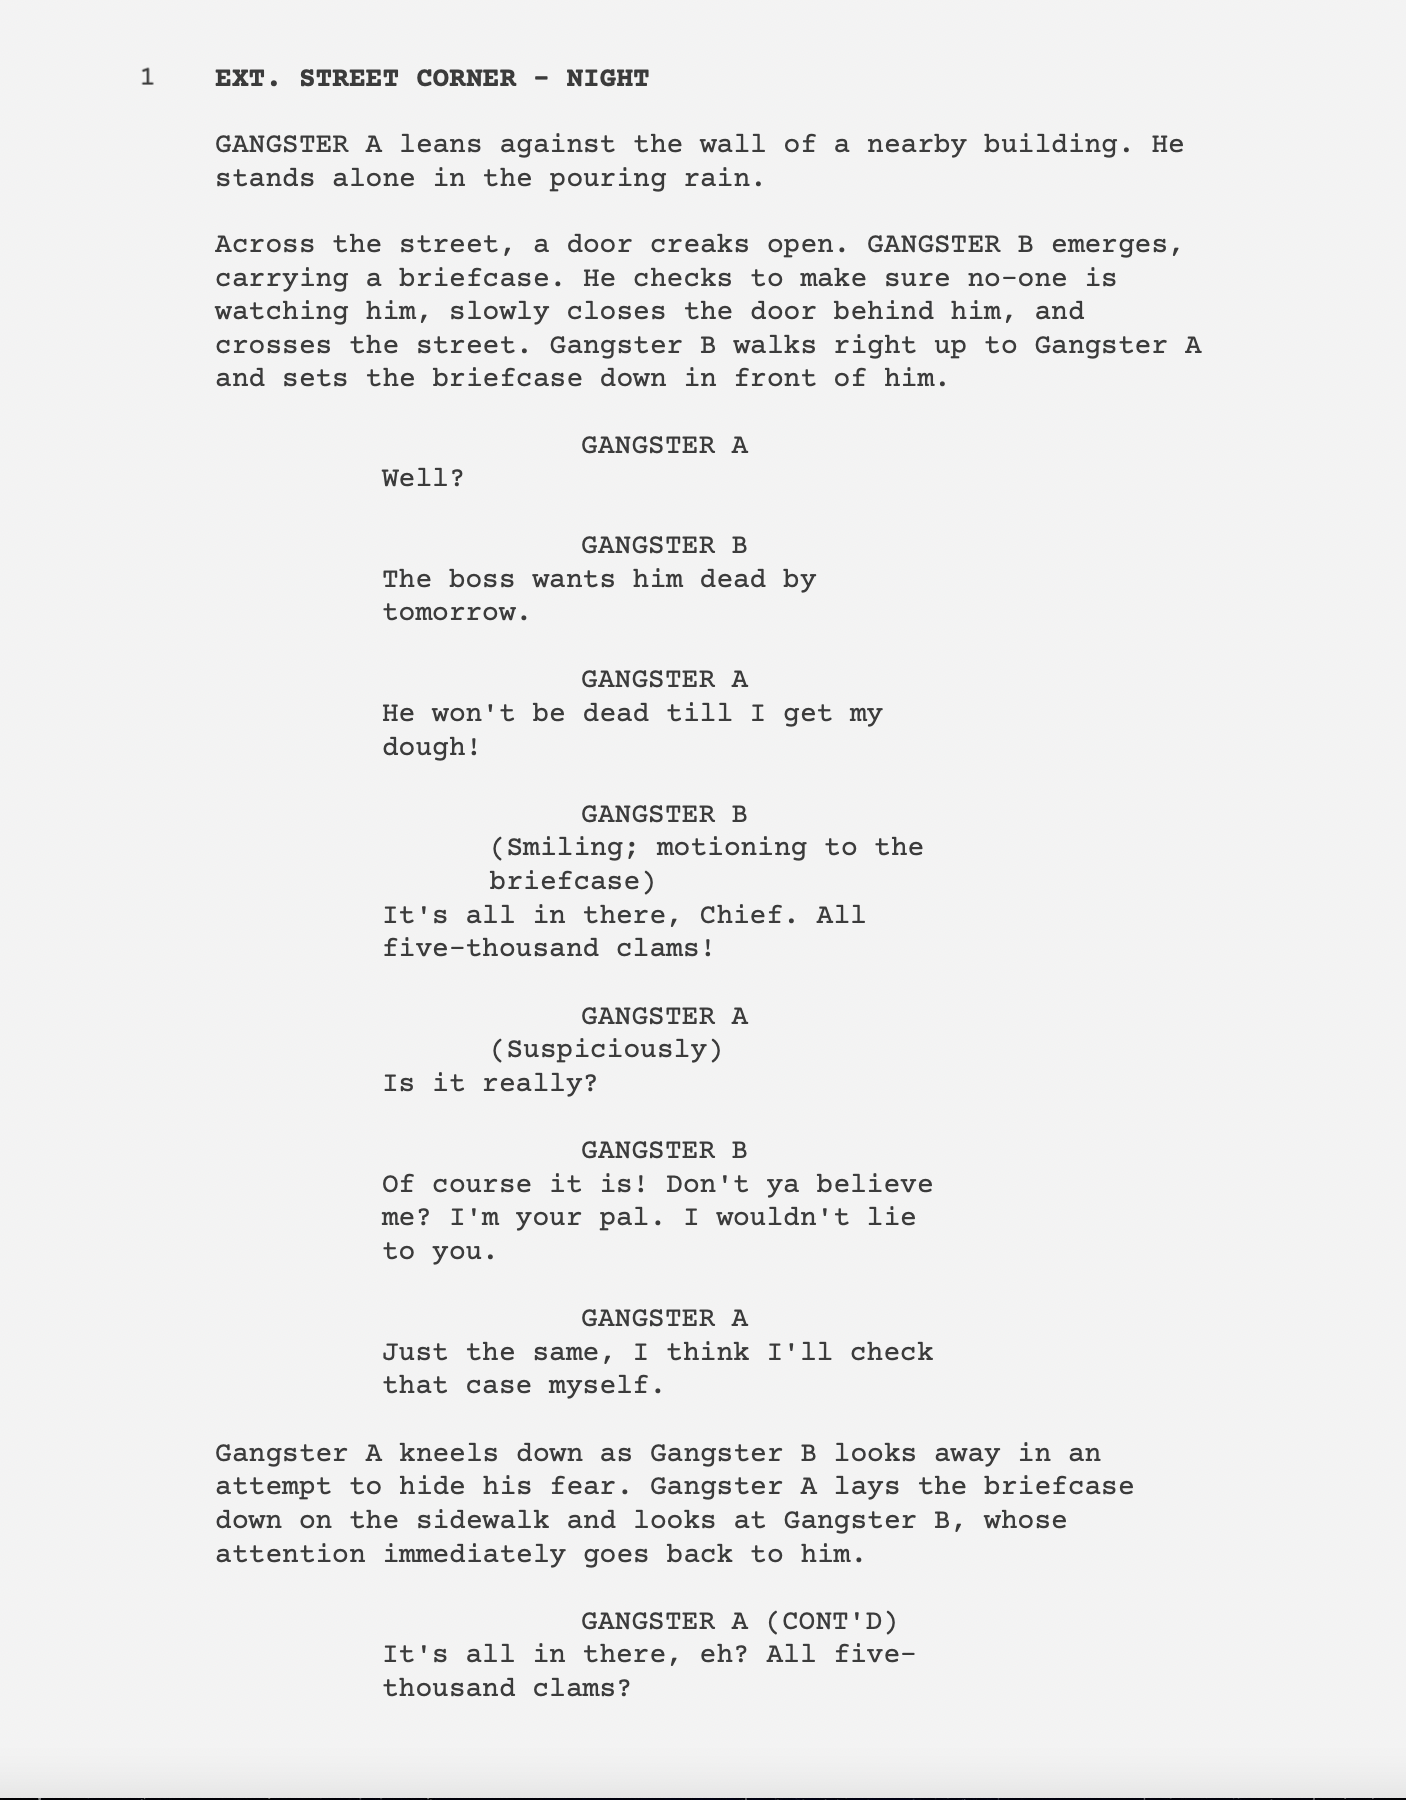 1 EXT. STREET CORNER - NIGHT
GANGSTER A leans against the wall of a nearby building. He
stands alone in the pouring rain.
Across the street, a door creaks open. GANGSTER B emerges,
carrying a briefcase. He checks to make sure no-one is
watching him, slowly closes the door behind him, and
crosses the street. Gangster B walks right up to Gangster A
and sets the briefcase down in front of him.
GANGSTER A
Well?
GANGSTER B
The boss wants him dead by
tomorrow.
GANGSTER A
He won't be dead till I get my
dough!
GANGSTER B
(Smiling; motioning to the
briefcase)
It's all in there, Chief. All
five-thousand clams!
GANGSTER A
(Suspiciously)
Is it really?
GANGSTER B
Of course it is! Don't ya believe
me? I'm your pal. I wouldn't lie
to you.
GANGSTER A
Just the same, I think I'll check
that case myself.
Gangster A kneels down as Gangster B looks away in an
attempt to hide his fear. Gangster A lays the briefcase
down on the sidewalk and looks at Gangster B, whose
attention immediately goes back to him.
GANGSTER A (CONT'D)
It's all in there, eh? All five-
thousand clams?